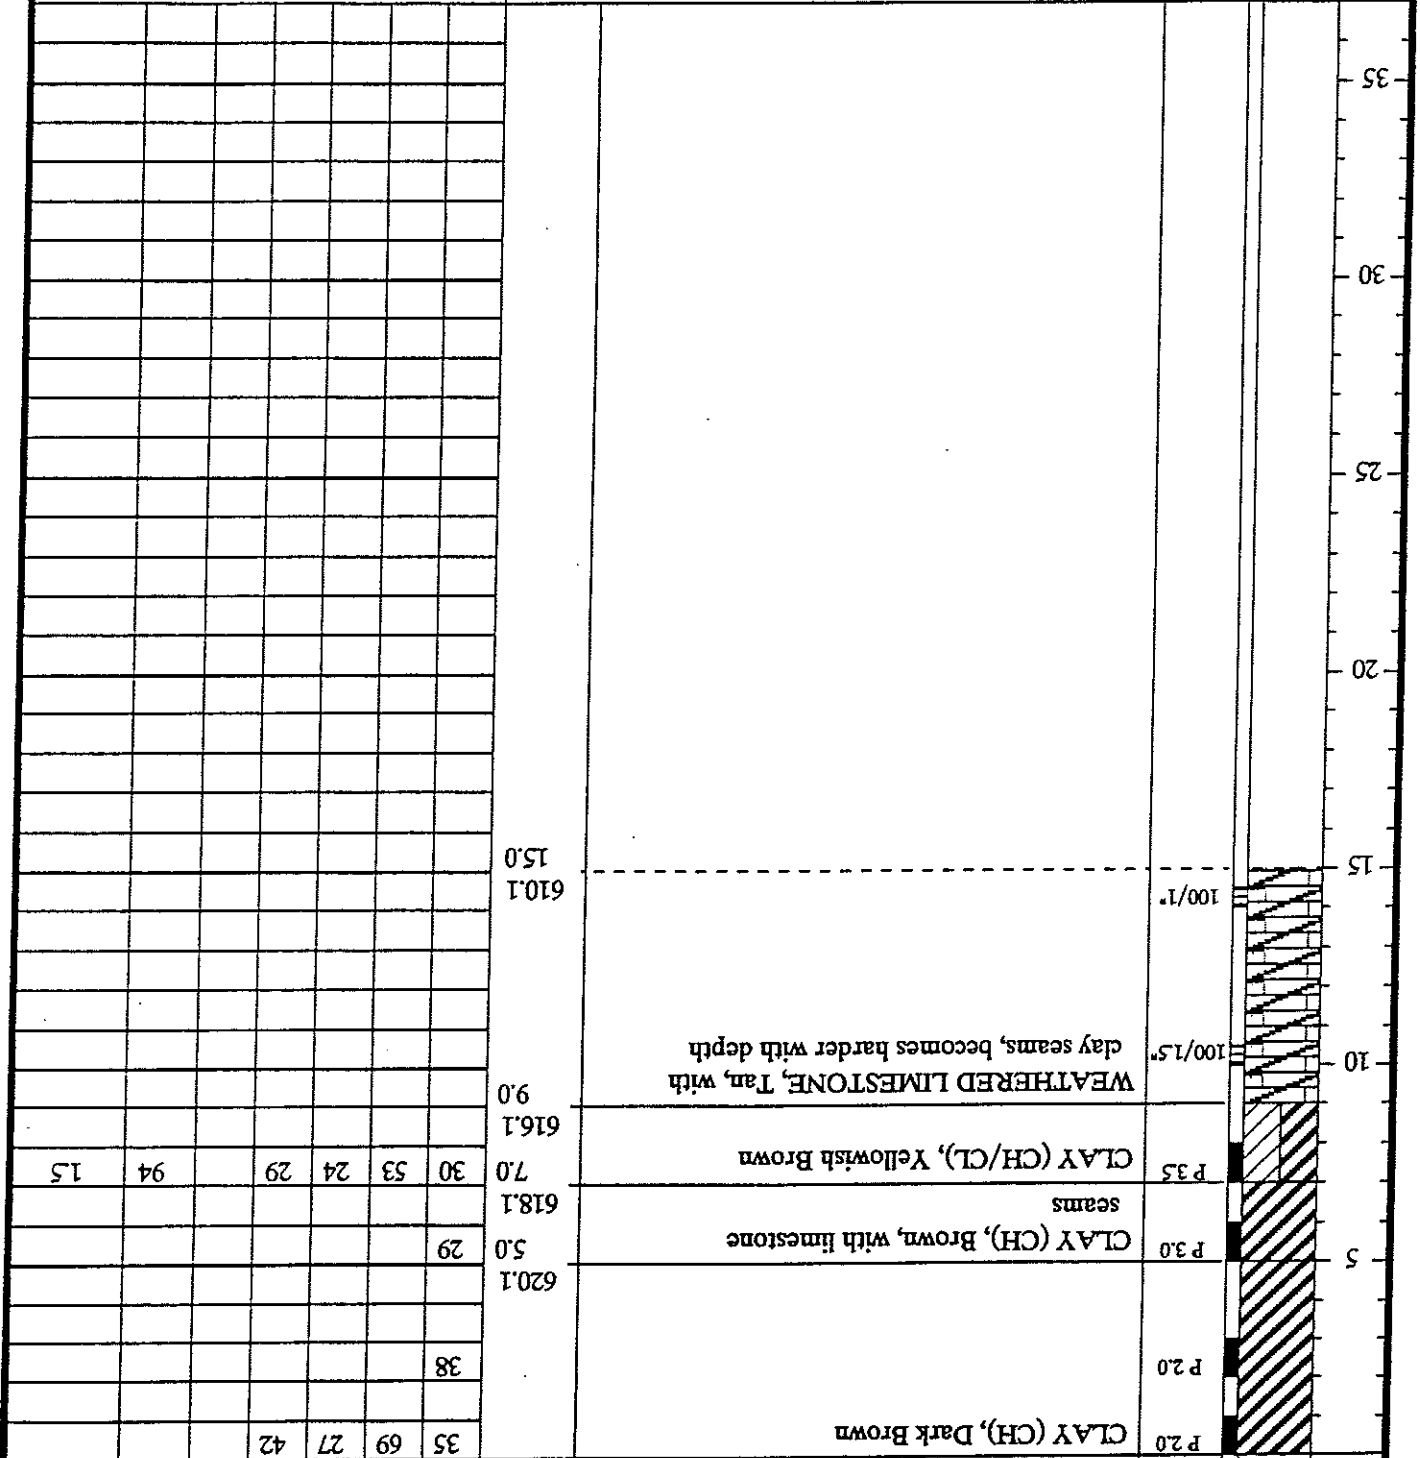 P 2.0 CLAY (CH), Dark Brown 35 69 27 42
P 2.0 38
620.1
5 P 3.0 CLAY (CH), Brown, with limestone 5.0 29
seams 618.1
P 3.5 CLAY (CH/CL), Yellowish Brown 7.0 30 53 24 29 94 1.5
616.1
WEATHERED LIMESTONE, Tan, with 9.0
10 100/1.5" clay seams, becomes harder with depth
100/1" 610.1
15 15.0
20
25
30
35